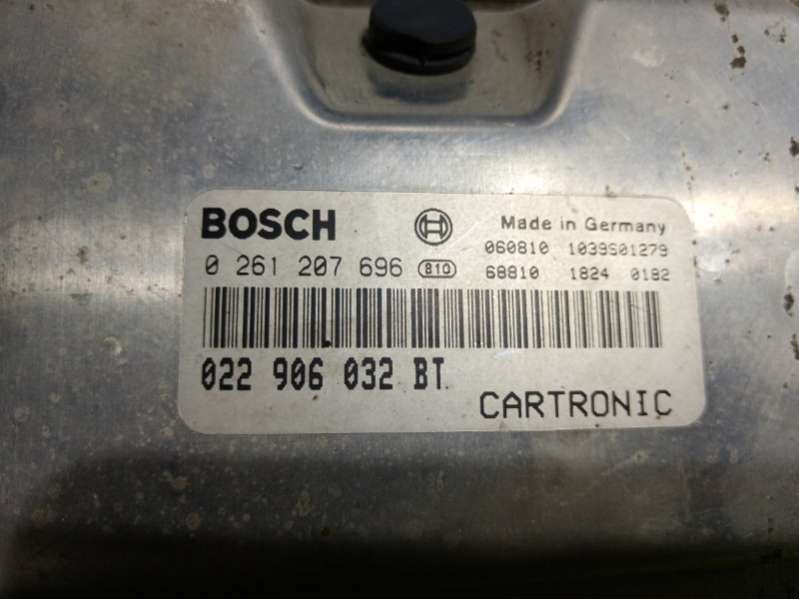 BOSCH Made in Germany
060810 1039S01279
0 261 207 696 810 68810 1824 0182
022 906 032 BT
CARTRONIC